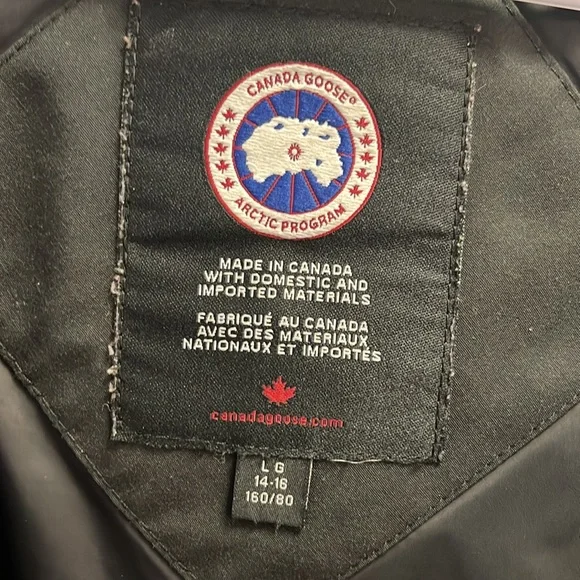 CANADA GOOSE®
ARCTIC PROGRAM
MADE IN CANADA
WITH DOMESTIC AND
IMPORTED MATERIALS
FABRIQUÉ AU CANADA
AVEC DES MATERIAUX
NATIONAUX ET IMPORTÉS
canadagoose.com
LG
14-16
160/80